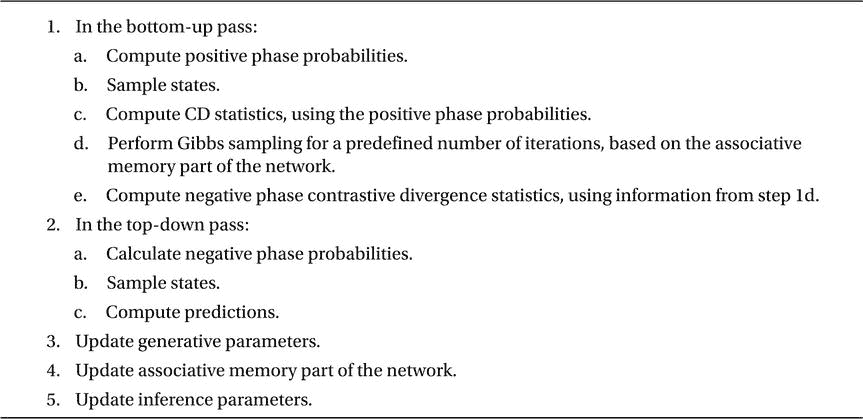 1. In the bottom-up pass:
a. Compute positive phase probabilities.
b. Sample states.
c. Compute CD statistics, using the positive phase probabilities.
d. Perform Gibbs sampling for a predefined number of iterations, based on the associative
memory part of the network.
e. Compute negative phase contrastive divergence statistics, using information from step 1d.
2. In the top-down pass:
a. Calculate negative phase probabilities.
b. Sample states.
c. Compute predictions.
3. Update generative parameters.
4. Update associative memory part of the network.
5. Update inference parameters.